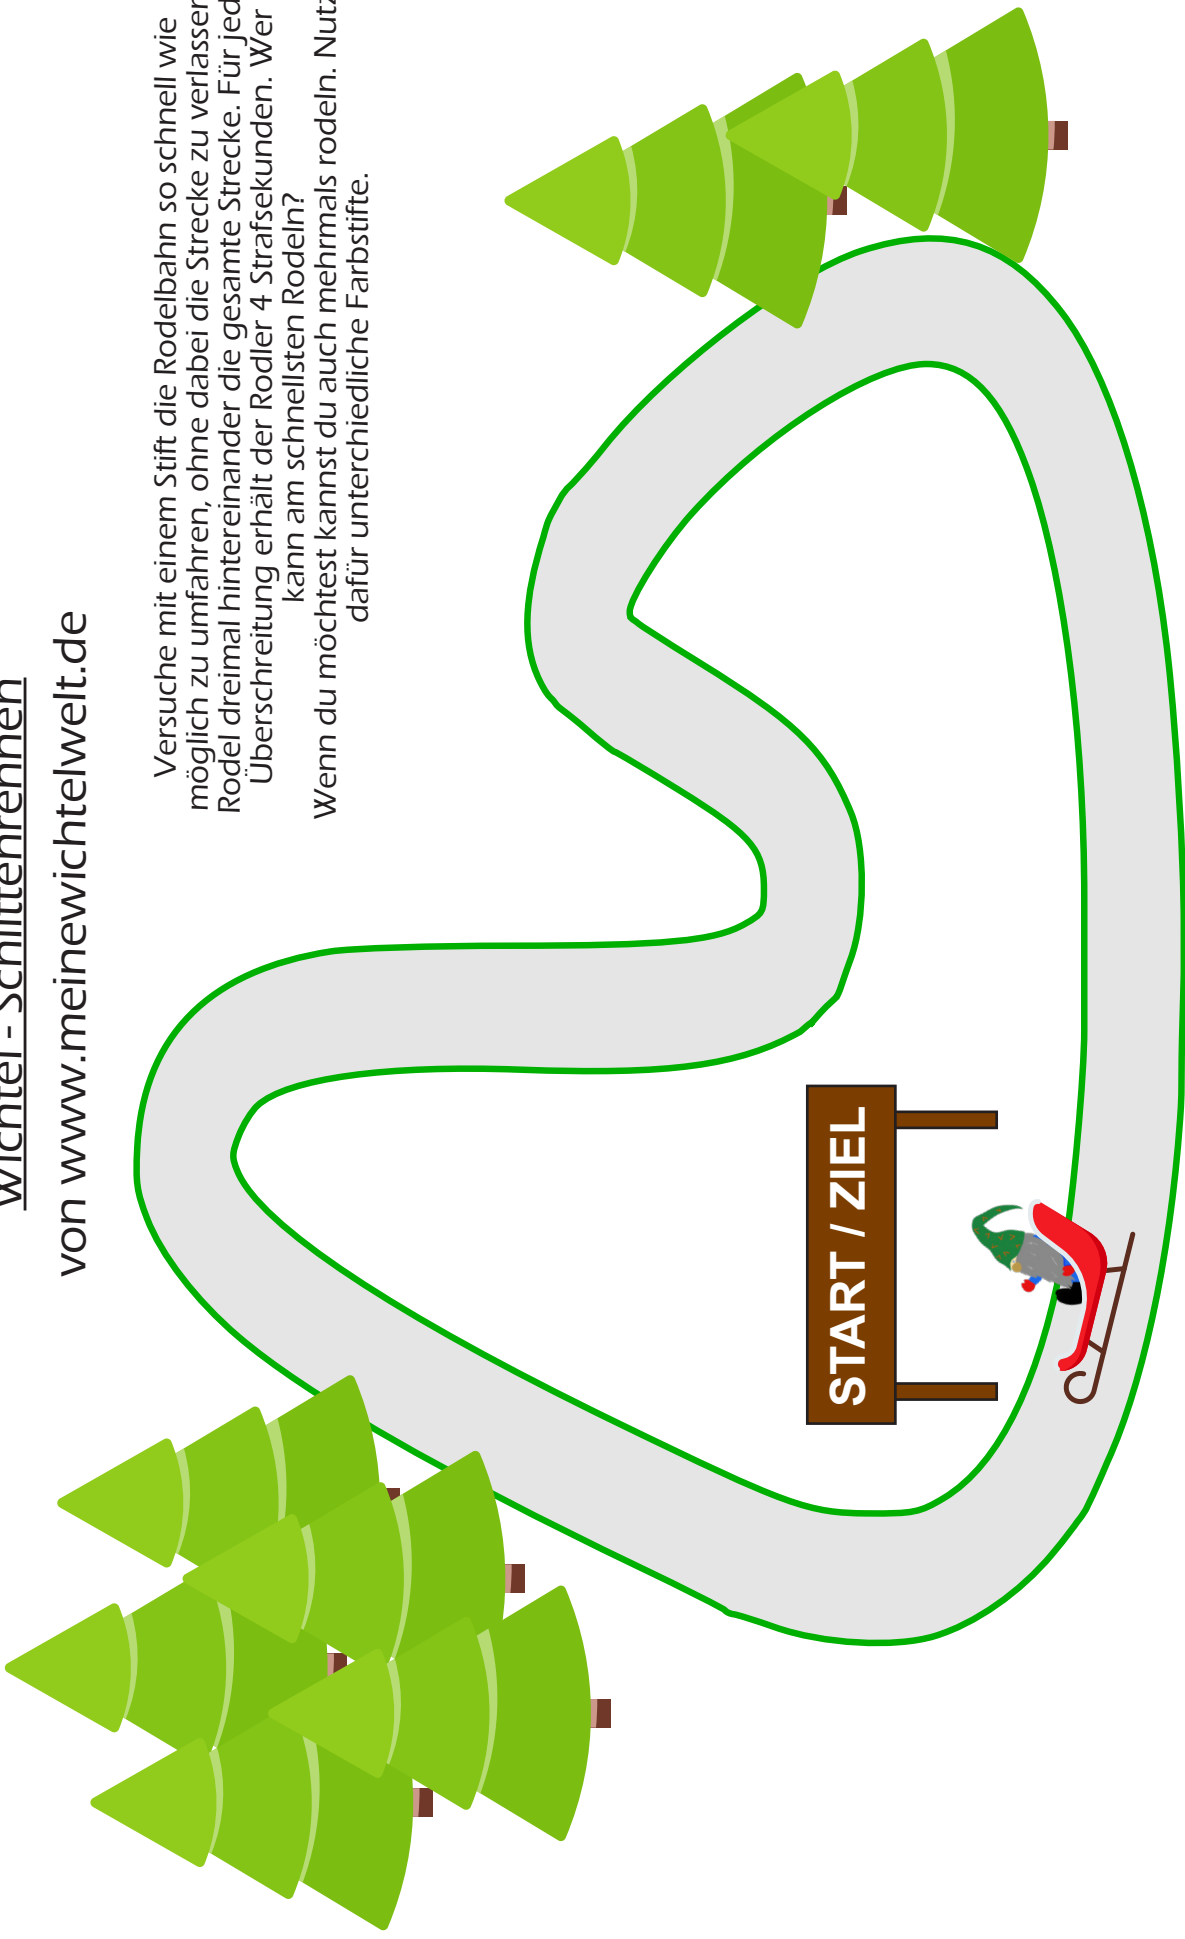 Wichtel - Schlittenrennen
von www.meinewichtelwelt.de
Versuche mit einem Stift die Rodelbahn so schnell wie
möglich zu umfahren, ohne dabei die Strecke zu verlassen
Rodel dreimal hintereinander die gesamte Strecke. Für jed
Überschreitung erhält der Rodler 4 Strafsekunden. Wer
kann am schnellsten Rodeln?
Wenn du möchtest kannst du auch mehrmals rodeln. Nutz
dafür unterchiedliche Farbstifte.
START / ZIEL